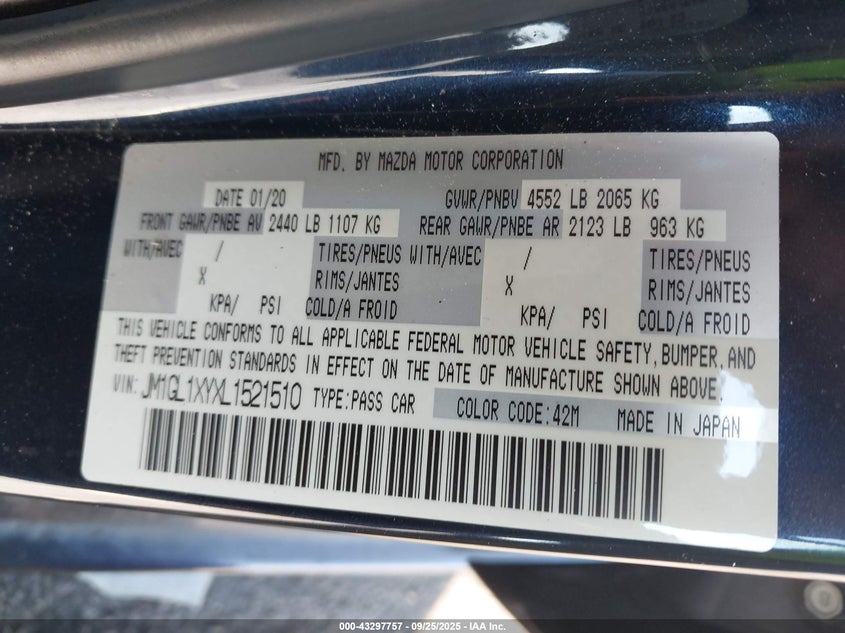 MFD. BY MAZDA MOTOR CORPORATION
DATE 01/20 GVWR/PNBV 4552 LB 2065 KG
FRONT GAWR/PNBE AV 2440 LB 1107 KG REAR GAWR/PNBE AR 2123 LB 963 KG
WITH/AVEC / TIRES/PNEUS WITH/AVEC / TIRES/PNEUS
X RIMS/JANTES X RIMS/JANTES
KPA/ PSI COLD/A FROID KPA/ PSI COLD/A FROID
THIS VEHICLE CONFORMS TO ALL APPLICABLE FEDERAL MOTOR VEHICLE SAFETY, BUMPER, AND
THEFT PREVENTION STANDARDS IN EFFECT ON THE DATE OF MANUFACTURE SHOWN ABOVE.
VIN: JM1GL1XYXL1521510 TYPE:PASS CAR COLOR CODE:42M MADE IN JAPAN
000-43297757 - 09/25/2025 - IAA Inc.